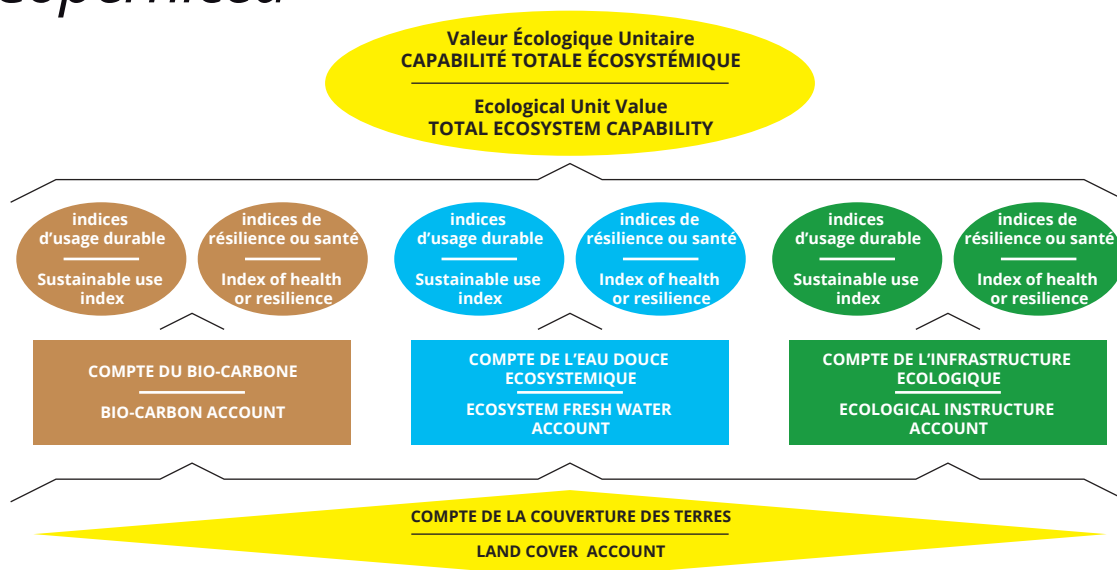 Valeur Écologique Unitaire
CAPABILITÉ TOTALE ÉCOSYSTÉMIQUE
Ecological Unit Value
TOTAL ECOSYSTEM CAPABILITY
indices
d'usage durable
Sustainable use
index
indices de
résilience ou santé
Index of health
or resilience
indices
d'usage durable
Sustainable use
index
indices de
résilience ou santé
Index of health
or resilience
indices
d'usage durable
Sustainable use
index
indices de
résilience ou santé
Index of health
or resilience
COMPTE DU BIO-CARBONE
BIO-CARBON ACCOUNT
COMPTE DE L'EAU DOUCE
ECOSYSTEMIQUE
ECOSYSTEM FRESH WATER
ACCOUNT
COMPTE DE L'INFRASTRUCTURE
ECOLOGIQUE
ECOLOGICAL INSTRUCTURE
ACCOUNT
COMPTE DE LA COUVERTURE DES TERRES
LAND COVER ACCOUNT